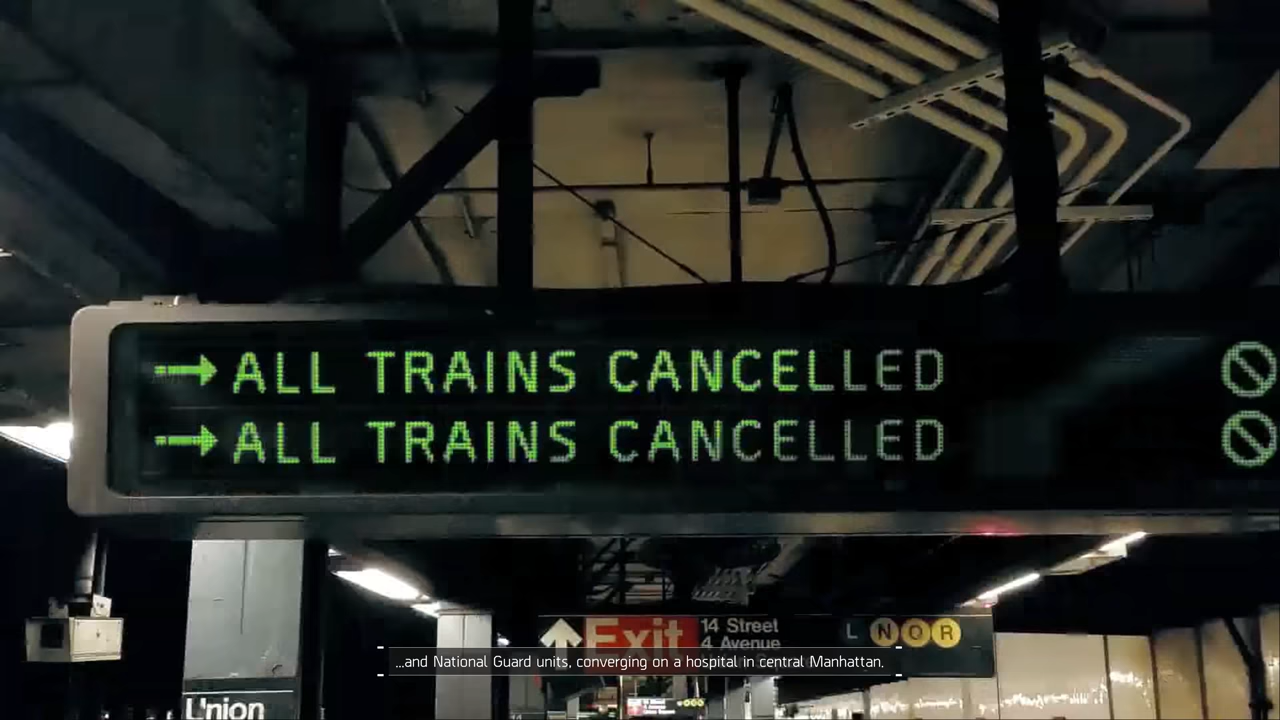 ALL TRAINS CANCELLED
ALL TRAINS CANCELLED
Exit
14 Street
4 Avenue
L N Q R
...and National Guard units, converging on a hospital in central Manhattan.
Union